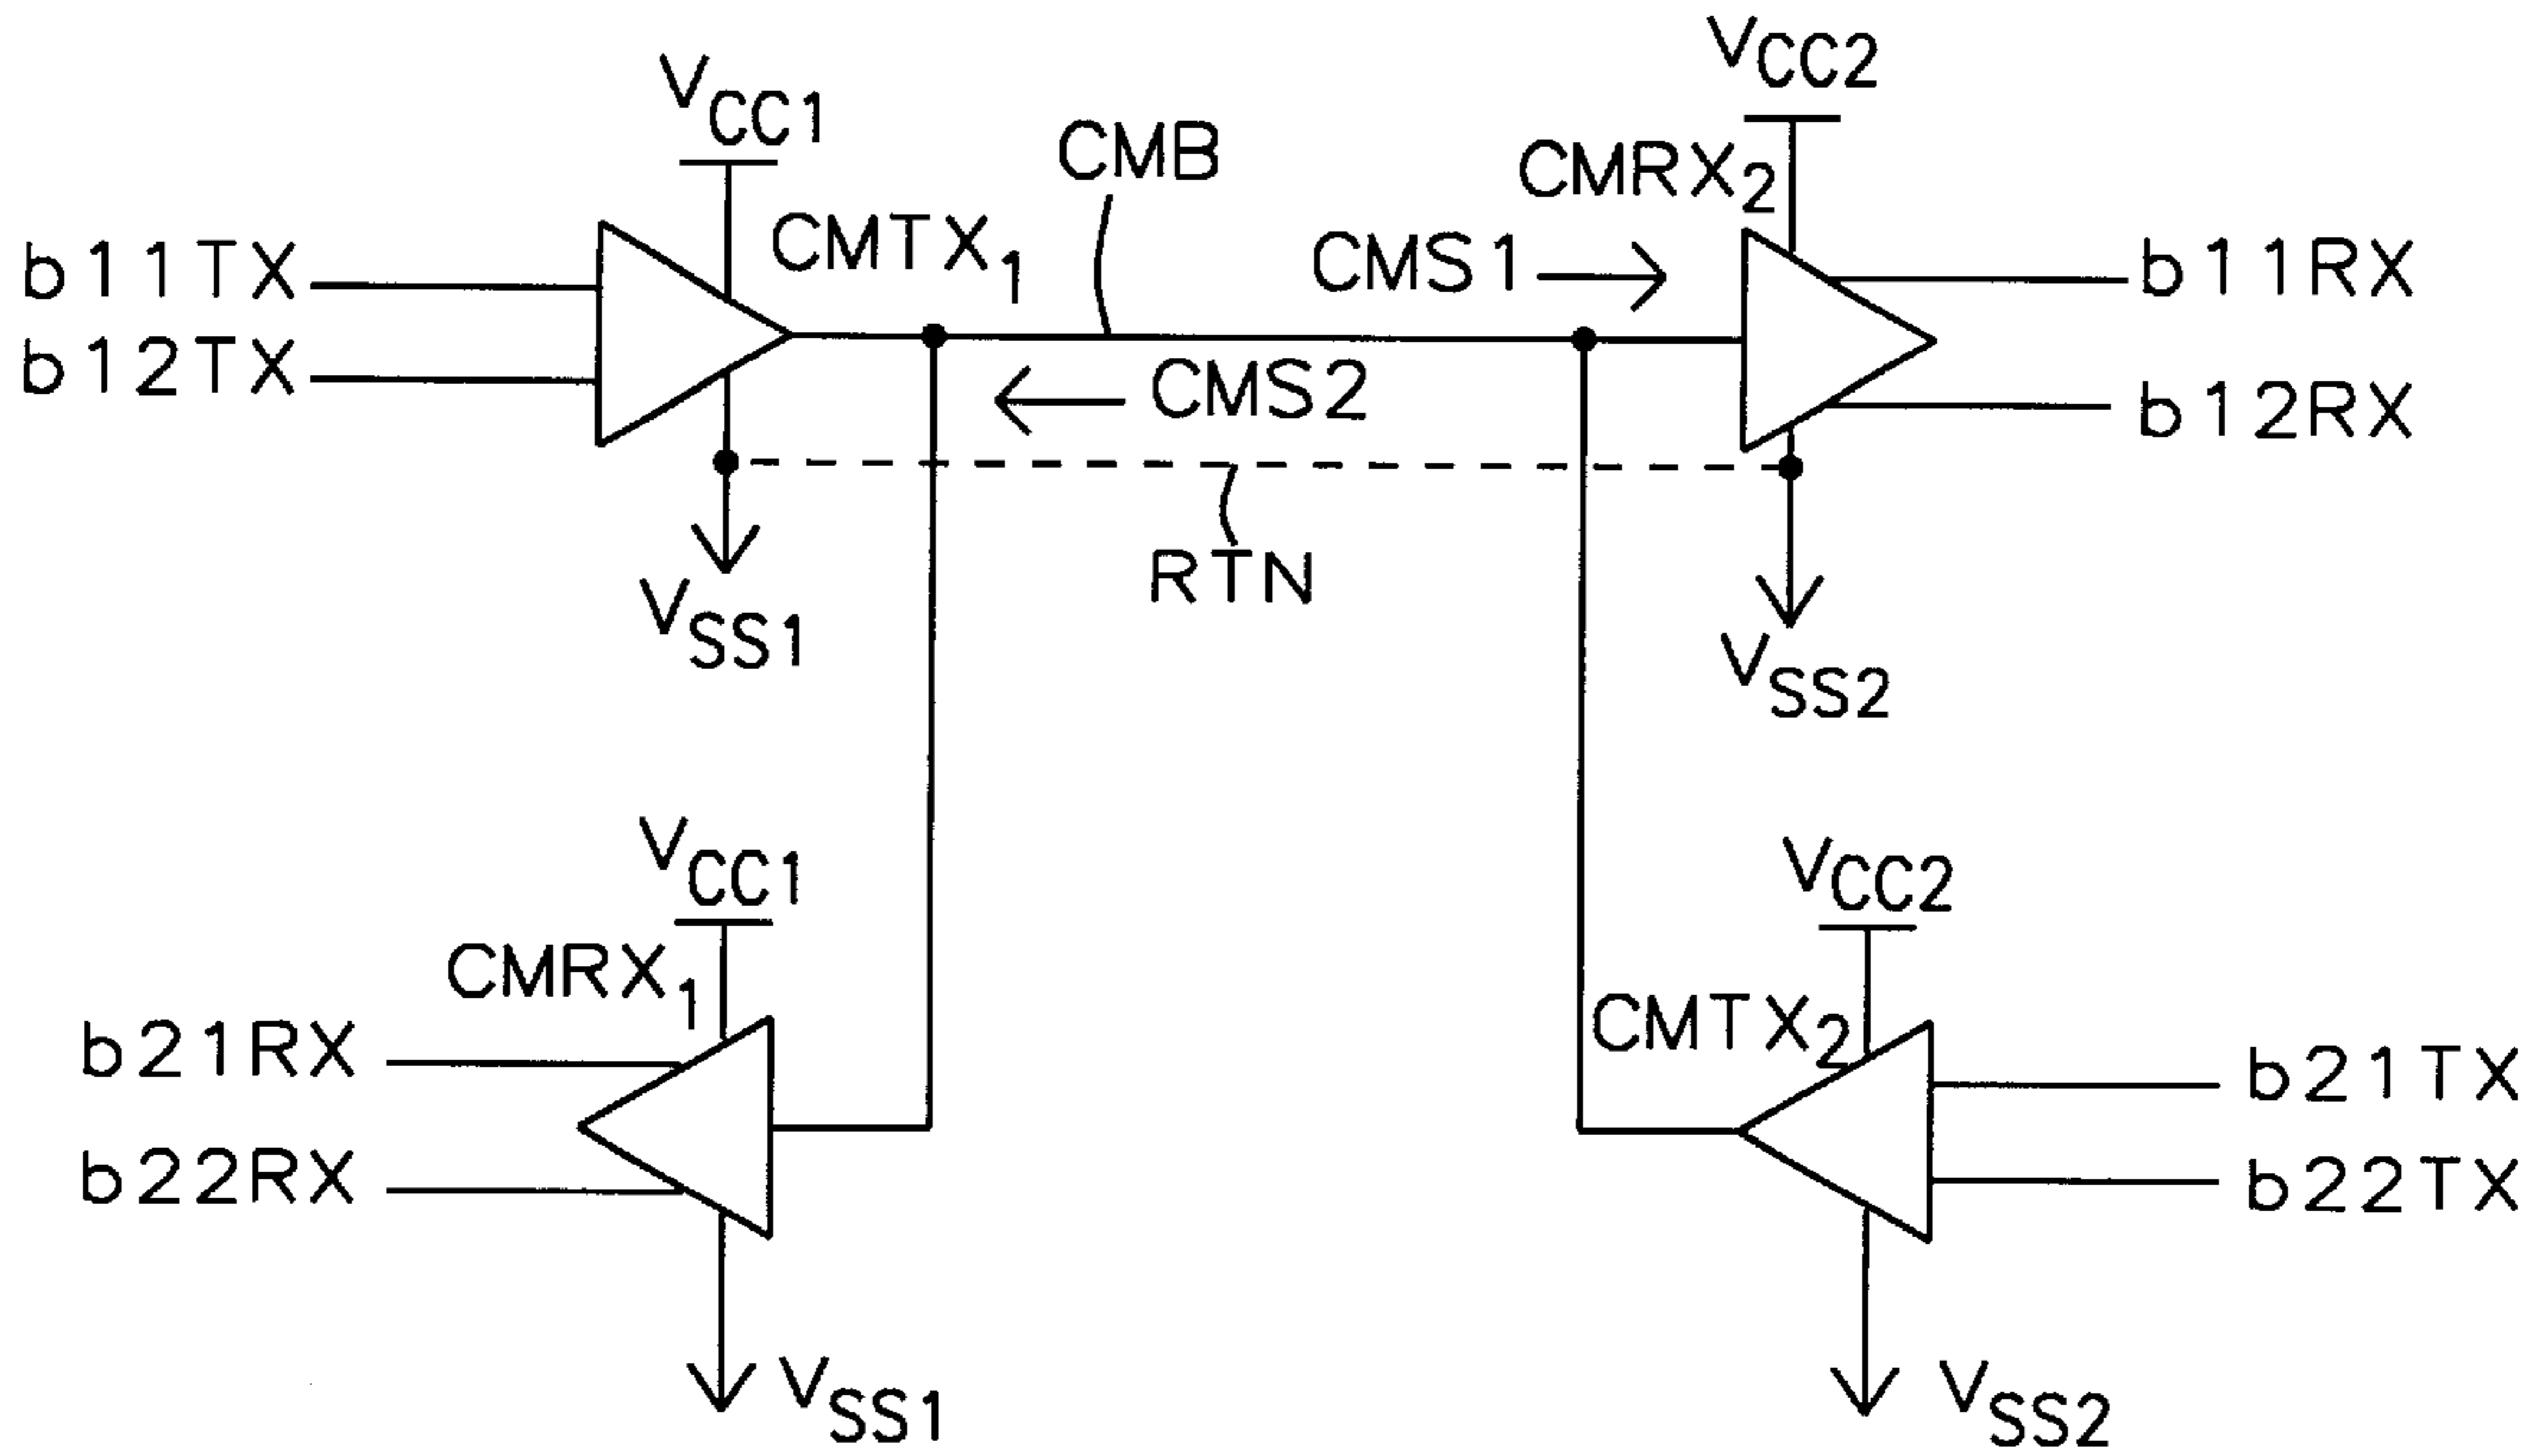 VCC1
VCC2
CMB
CMRX2
b11TX
CMTX1
CMS1
b11RX
b12TX
CMS2
b12RX
RTN
VSS1
VSS2
VCC1
VCC2
CMRX1
CMTX2
b21RX
b21TX
b22RX
b22TX
VSS1
VSS2